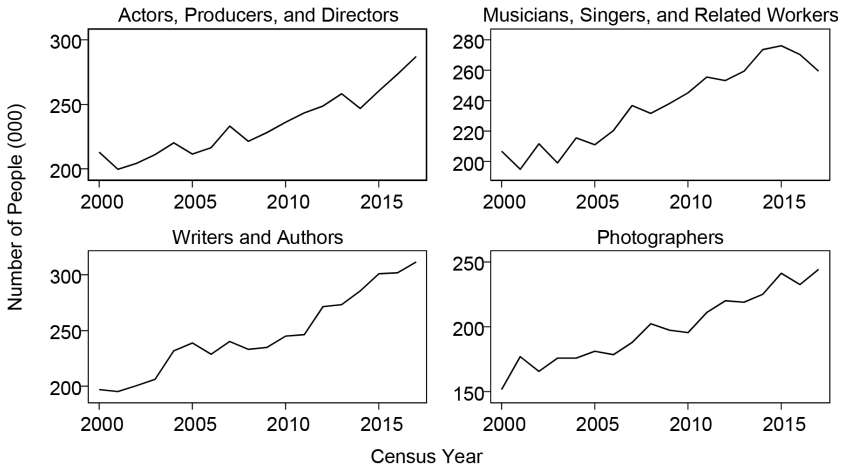 Actors, Producers, and Directors
300
250
200
2000 2005 2010 2015
Musicians, Singers, and Related Workers
280
260
240
220
200
2000 2005 2010 2015
Number of People (000)
Writers and Authors
300
250
200
2000 2005 2010 2015
Photographers
250
200
150
2000 2005 2010 2015
Census Year